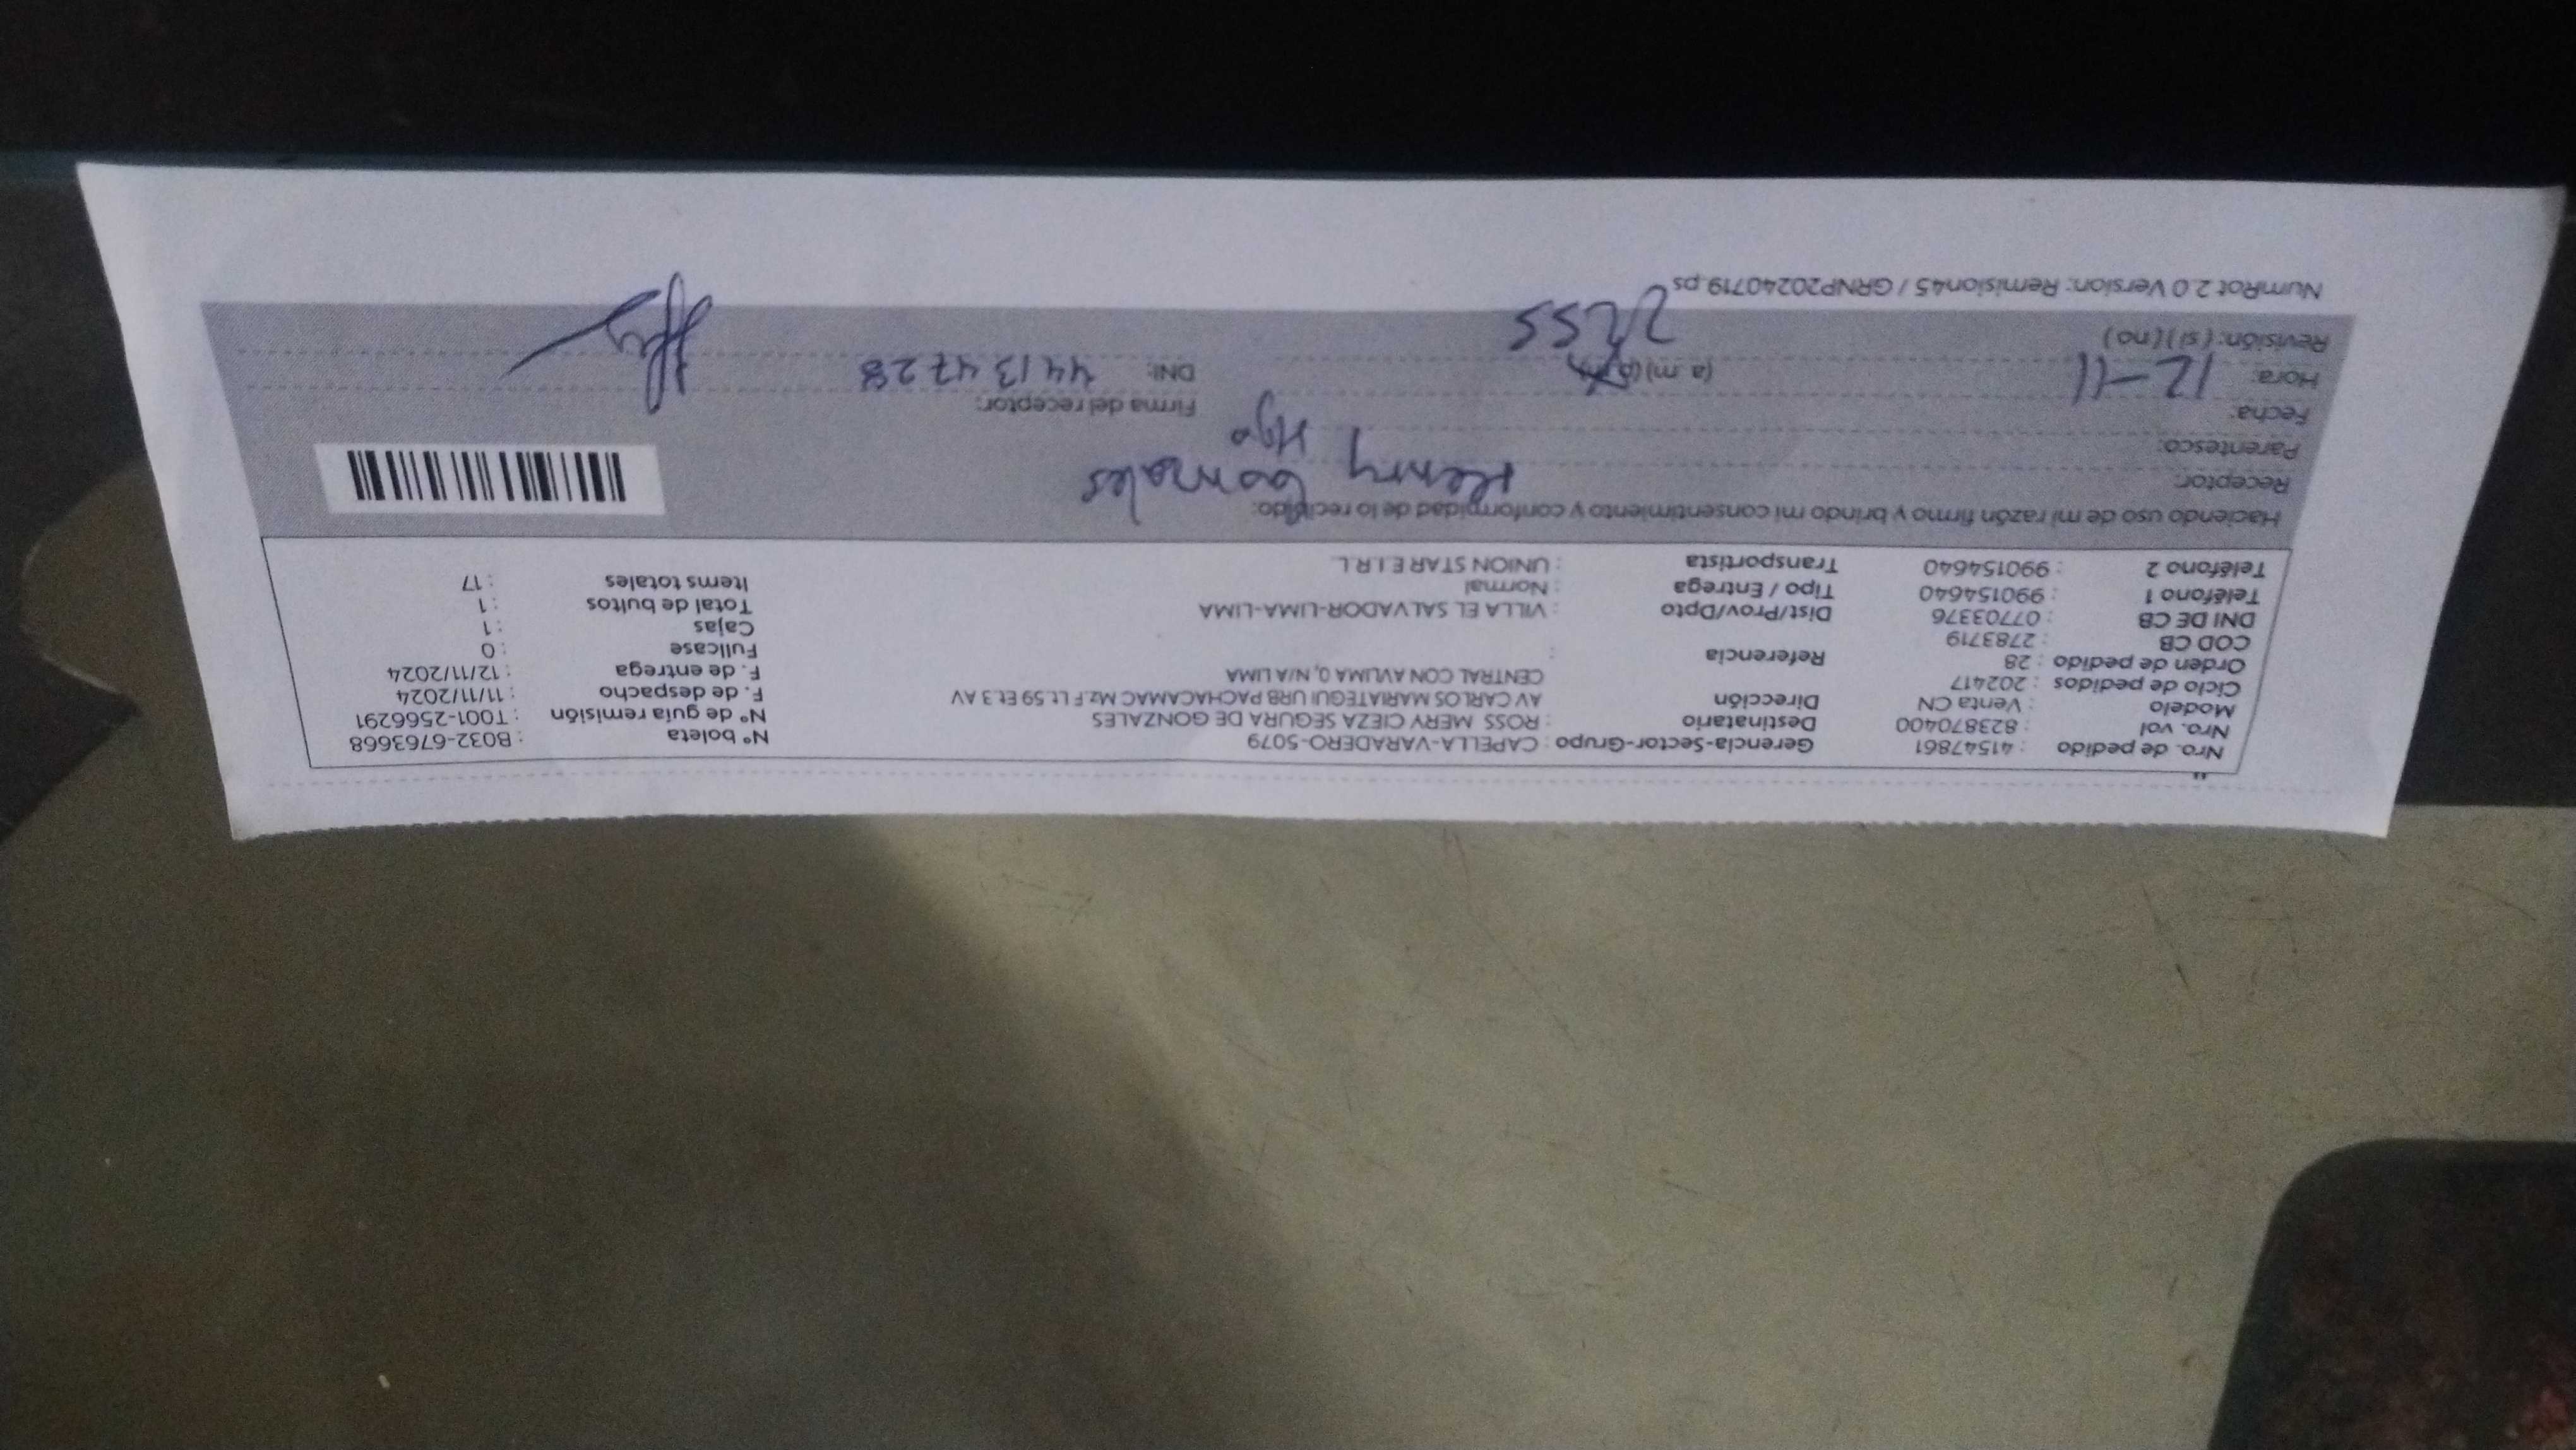 Nro. de pedido : 41547861 Gerencia-Sector-Grupo : CAPELLA-VARADERO-5079 N° boleta : B032-6763668
Nro. vol : 823870400 Destinatario : ROSS MERY CIEZA SEGURA DE GONZALES N° de guía remisión : T001-2566291
Modelo : Venta CN Dirección AV CARLOS MARIATEGUI URB PACHACAMAC Mz.F Lt.59 Et.3 AV F. de despacho : 11/11/2024
Ciclo de pedidos : 202417 CENTRAL CON AVLIMA 0, N/A LIMA F. de entrega : 12/11/2024
Orden de pedido : 28 Referencia : Fullcase : 0
COD CB : 2783719 Cajas : 1
DNI DE CB : 07703376 Dist/Prov/Dpto : VILLA EL SALVADOR-LIMA-LIMA Total de bultos : 1
Teléfono 1 : 990154640 Tipo / Entrega : Normal Items totales : 17
Teléfono 2 : 990154640 Transportista : UNION STAR E.I.R.L
Haciendo uso de mi razón firmo y brindo mi consentimiento y conformidad de lo recibido:
Receptor: Henry Gonzales
Parentesco: Hijo
Fecha: Firma del receptor:
Hora: 12-11 (a m) (p m) DNI: 44134728
Revisión: ( si ) ( no )
NumRot 2.0 Version: Remision45 / GRNP20240719.ps